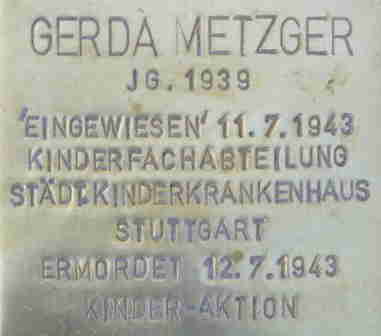 GERDA METZGER
JG. 1939
'EINGEWIESEN' 11.7.1943
KINDERFACHABTEILUNG
STÄDT.KINDERKRANKENHAUS
STUTTGART
ERMORDET 12.7.1943
KINDER-AKTION